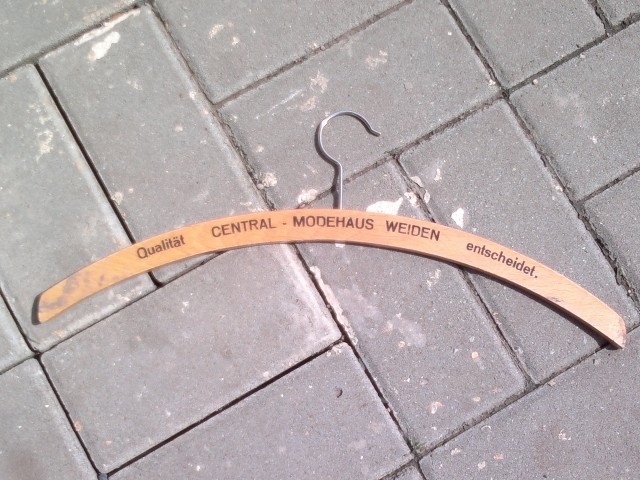 Qualität CENTRAL - MODEHAUS WEIDEN entscheidet.